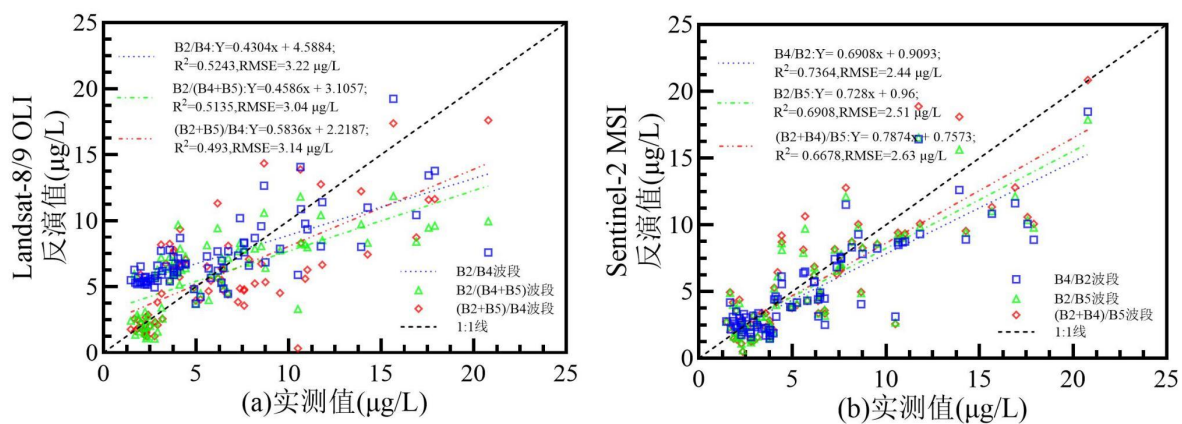 Landsat-8/9 OLI
反演值(μg/L)
25
20
15
10
5
0
B2/B4:Y=0.4304x + 4.5884;
R²=0.5243,RMSE=3.22 μg/L
B2/(B4+B5):Y=0.4586x + 3.1057;
R²=0.5135,RMSE=3.04 μg/L
(B2+B5)/B4:Y=0.5836x + 2.2187;
R²=0.493,RMSE=3.14 μg/L
B2/B4波段
B2/(B4+B5)波段
(B2+B5)/B4波段
1:1线
0 5 10 15 20 25
(a)实测值(μg/L)
Sentinel-2 MSI
反演值(μg/L)
25
20
15
10
5
0
B4/B2:Y= 0.6908x + 0.9093;
R²=0.7364,RMSE=2.44 μg/L
B2/B5:Y= 0.728x + 0.96;
R²=0.6908,RMSE=2.51 μg/L
(B2+B4)/B5:Y= 0.7874x + 0.7573;
R²= 0.6678,RMSE=2.63 μg/L
B4/B2波段
B2/B5波段
(B2+B4)/B5波段
1:1线
0 5 10 15 20 25
(b)实测值(μg/L)